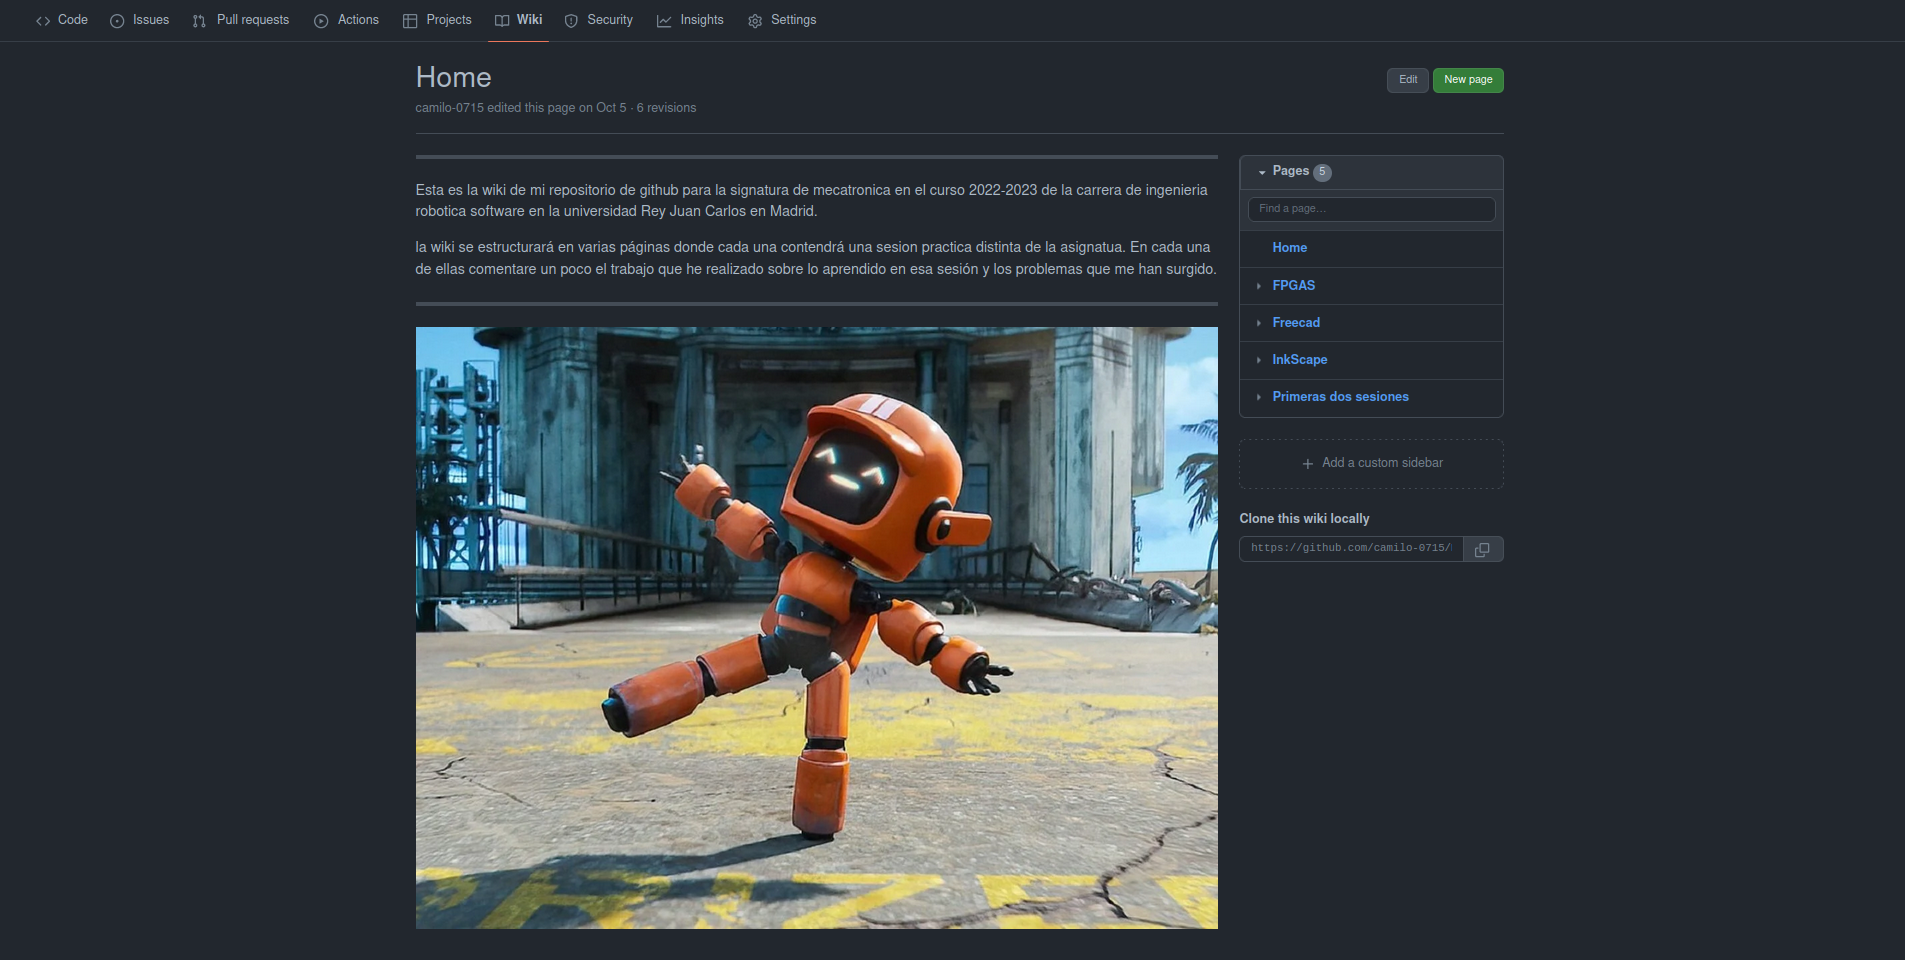 Code Issues Pull requests Actions Projects Wiki Security Insights Settings
Home
Edit New page
camilo-0715 edited this page on Oct 5 · 6 revisions
Esta es la wiki de mi repositorio de github para la signatura de mecatronica en el curso 2022-2023 de la carrera de ingenieria
robotica software en la universidad Rey Juan Carlos en Madrid.
la wiki se estructurará en varias páginas donde cada una contendrá una sesion practica distinta de la asignatua. En cada una
de ellas comentare un poco el trabajo que he realizado sobre lo aprendido en esa sesión y los problemas que me han surgido.
Pages 5
Find a page...
Home
FPGAS
Freecad
InkScape
Primeras dos sesiones
Add a custom sidebar
Clone this wiki locally
https://github.com/camilo-0715/